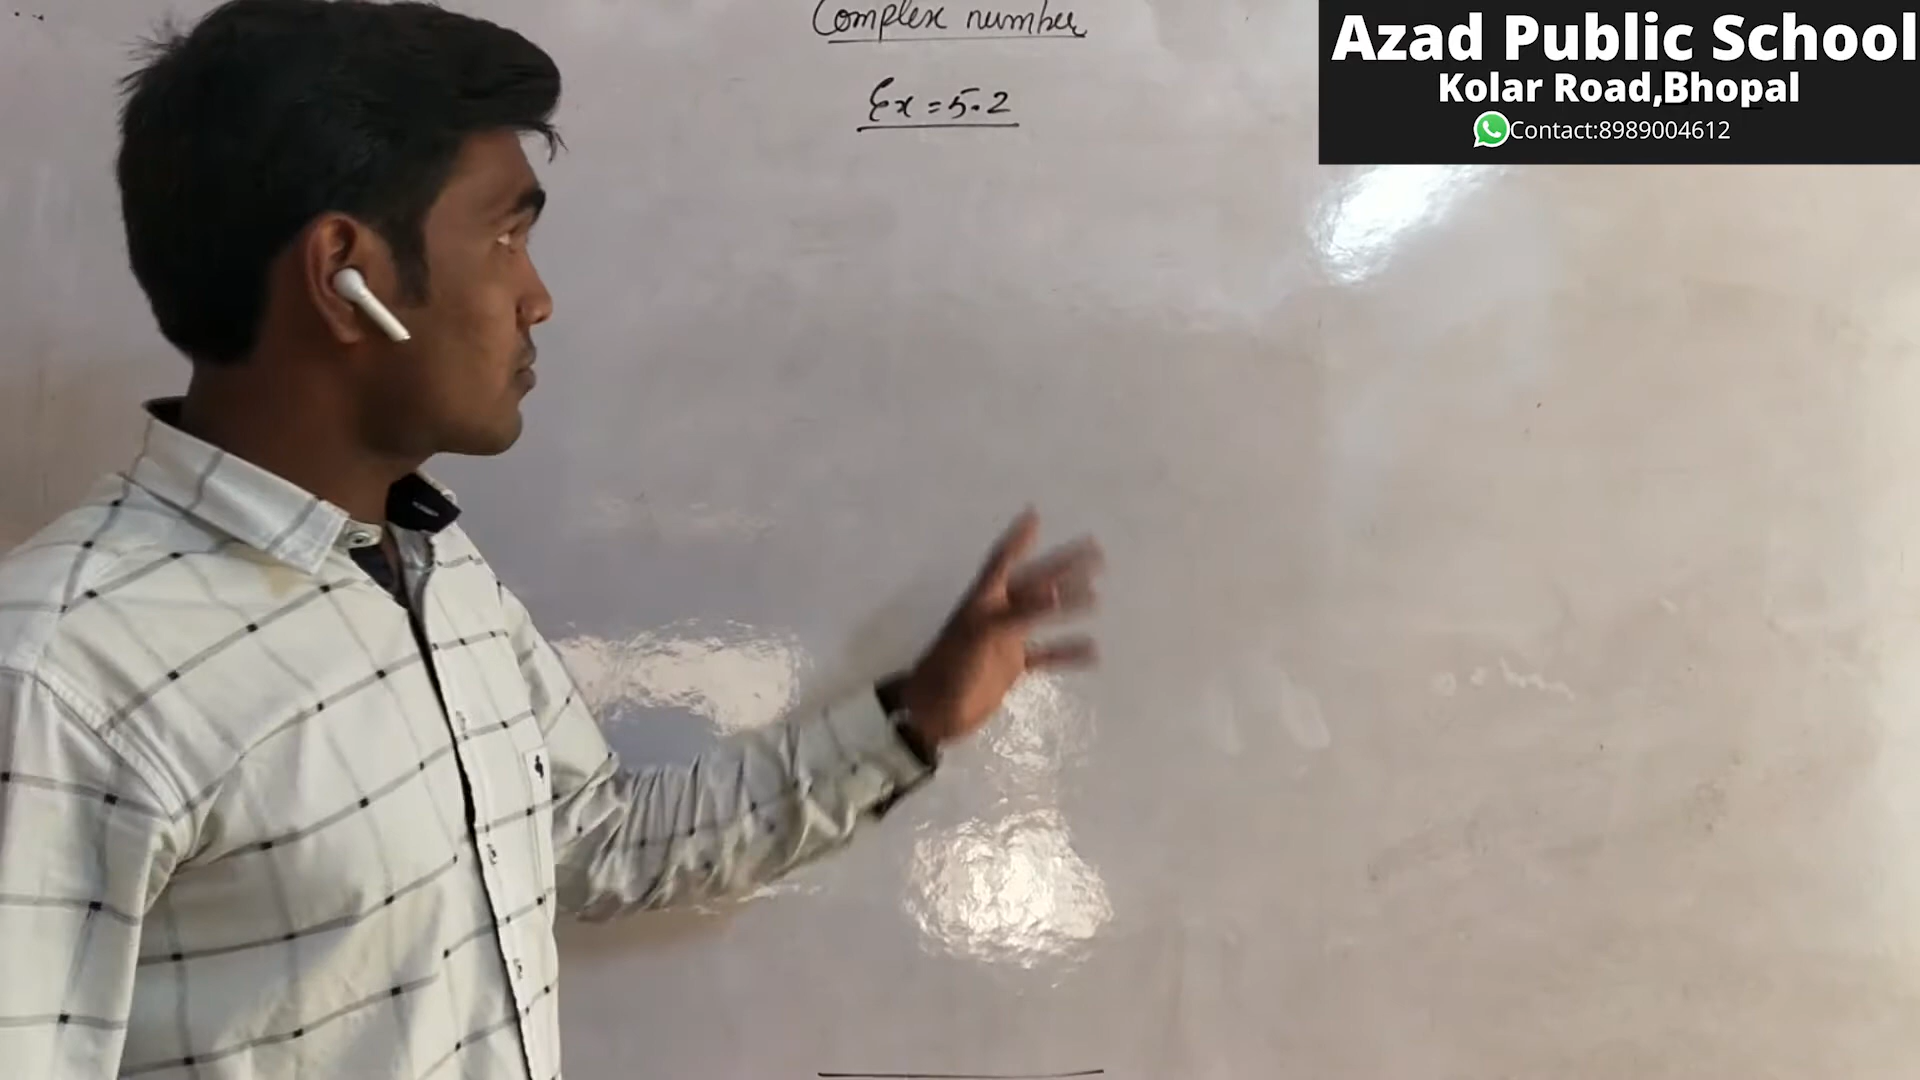 Complex number
Ex = 5.2
Azad Public School
Kolar Road,Bhopal
Contact:8989004612